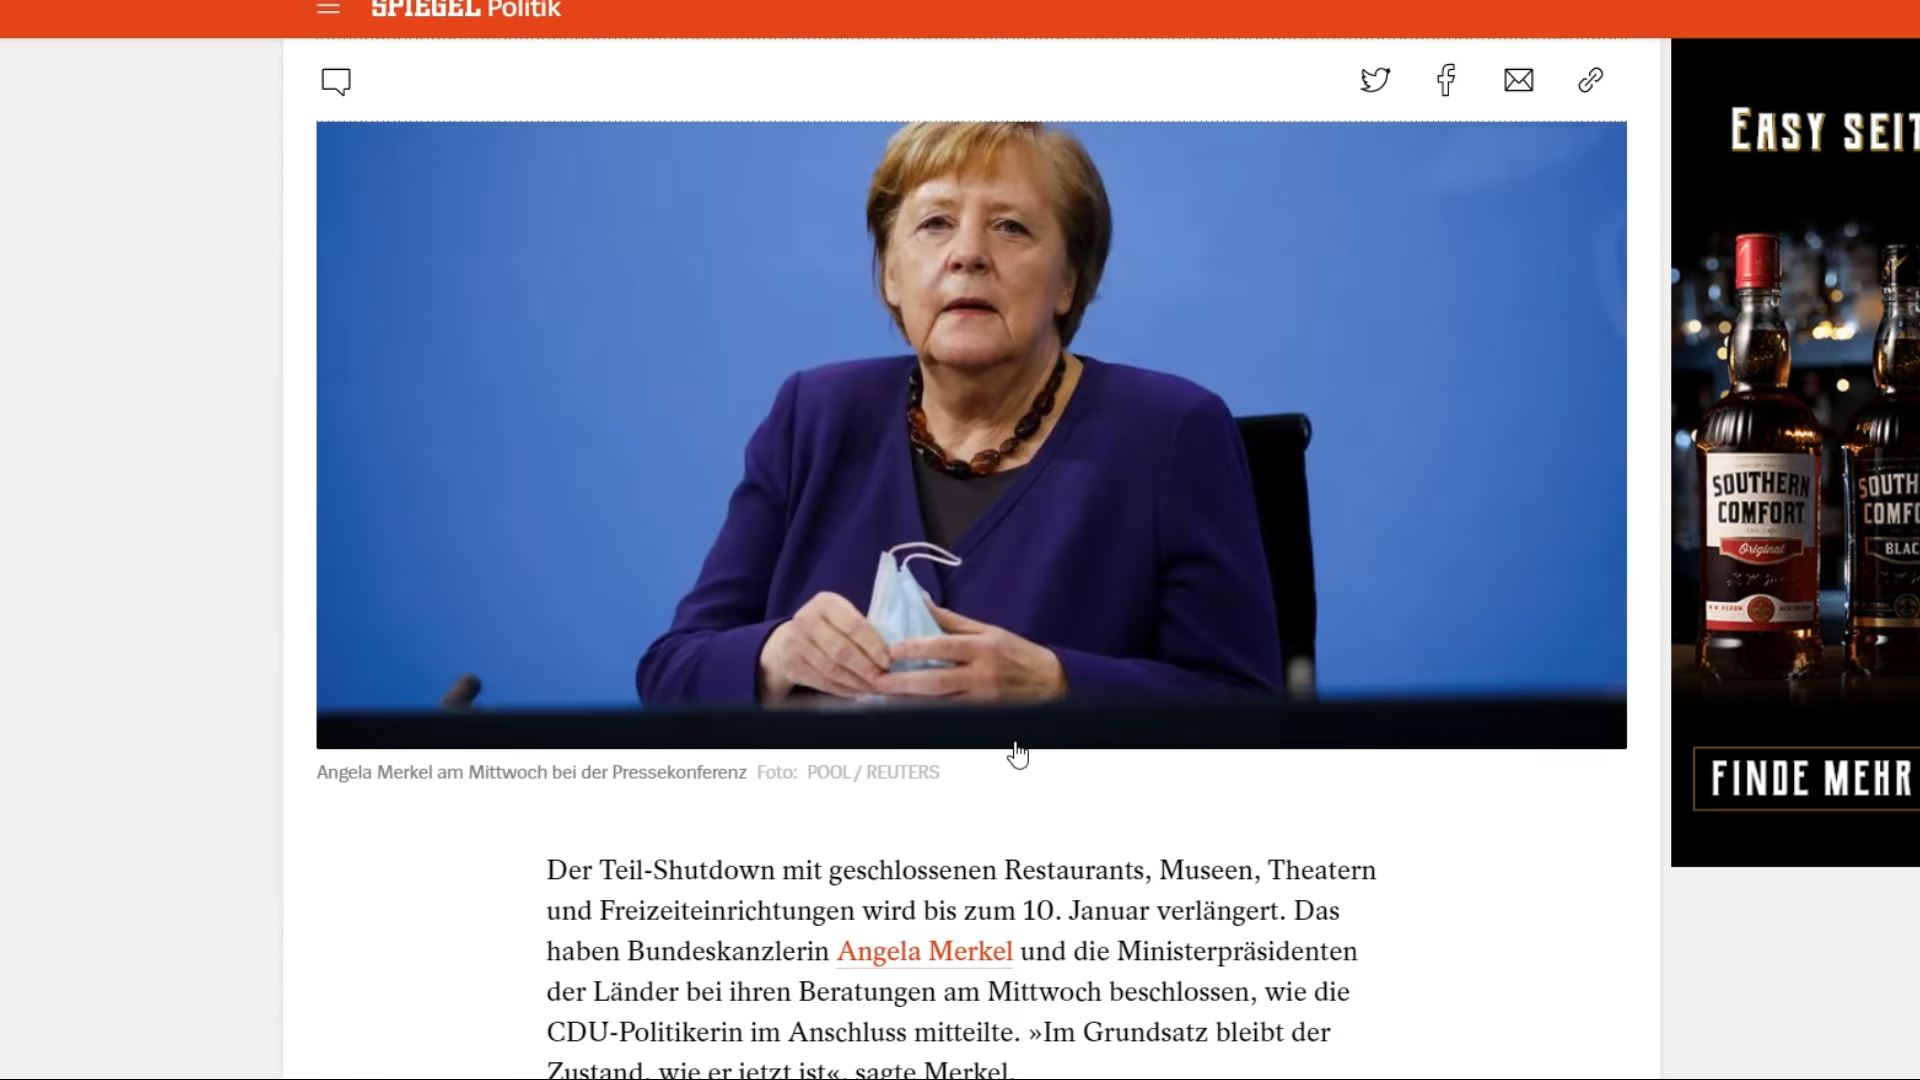 SPIEGEL Politik
EASY SEIT
SOUTHERN
COMFORT
Original
SOUTH
COMF
BLAC
FINDE MEHR
Angela Merkel am Mittwoch bei der Pressekonferenz Foto: POOL / REUTERS
Der Teil-Shutdown mit geschlossenen Restaurants, Museen, Theatern
und Freizeiteinrichtungen wird bis zum 10. Januar verlängert. Das
haben Bundeskanzlerin Angela Merkel und die Ministerpräsidenten
der Länder bei ihren Beratungen am Mittwoch beschlossen, wie die
CDU-Politikerin im Anschluss mitteilte. »Im Grundsatz bleibt der
Zustand, wie er jetzt ist«, sagte Merkel.